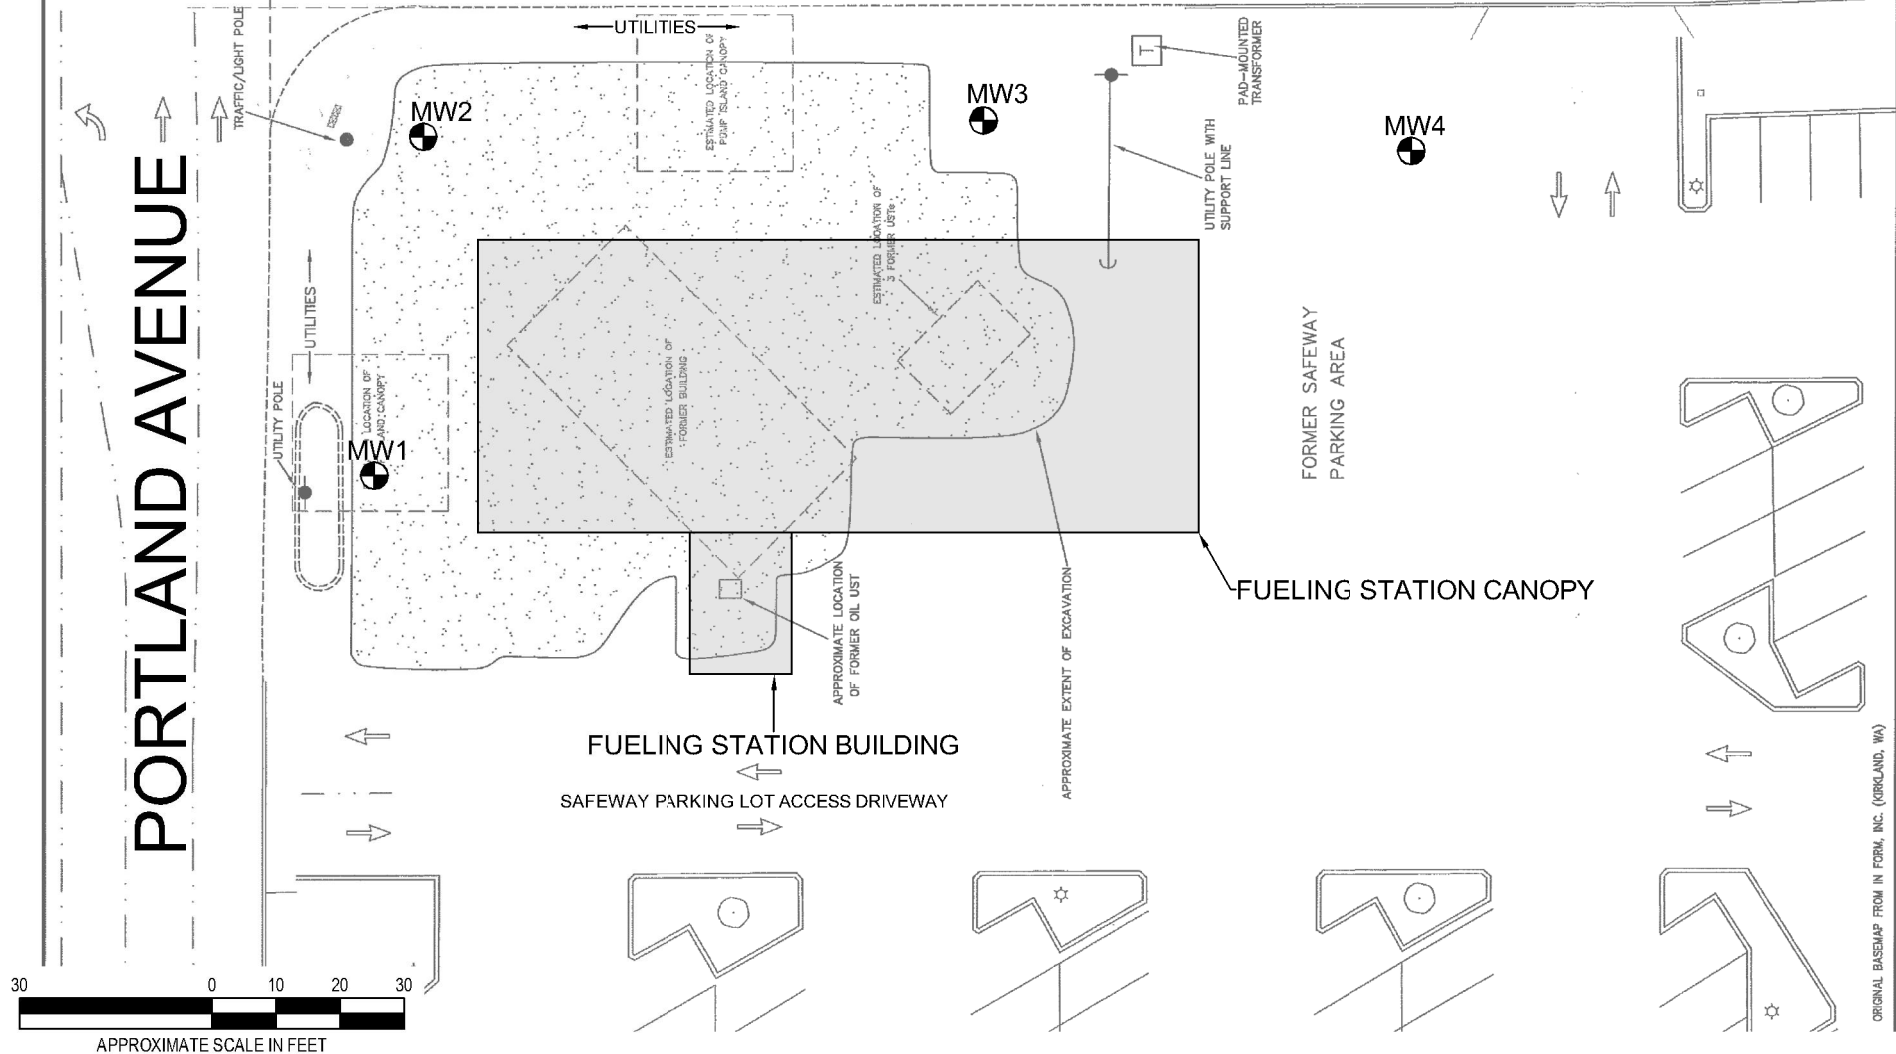 UTILITIES
TRAFFIC/LIGHT POLE
MW2
ESTIMATED LOCATION OF
PUMP ISLAND CANOPY
MW3
T
PAD-MOUNTED
TRANSFORMER
MW4
UTILITY POLE WITH
SUPPORT LINE
PORTLAND AVENUE
UTILITIES
ESTIMATED LOCATION OF
3 FORMER USTs
ESTIMATED LOCATION OF
FORMER BUILDING
LOCATION OF
AND CANOPY
UTILITY POLE
MW1
FORMER SAFEWAY
PARKING AREA
FUELING STATION CANOPY
APPROXIMATE LOCATION
OF FORMER OIL UST
APPROXIMATE EXTENT OF EXCAVATION
FUELING STATION BUILDING
SAFEWAY PARKING LOT ACCESS DRIVEWAY
ORIGINAL BASEMAP FROM IN FORM, INC. (KIRKLAND, WA)
30 0 10 20 30
APPROXIMATE SCALE IN FEET